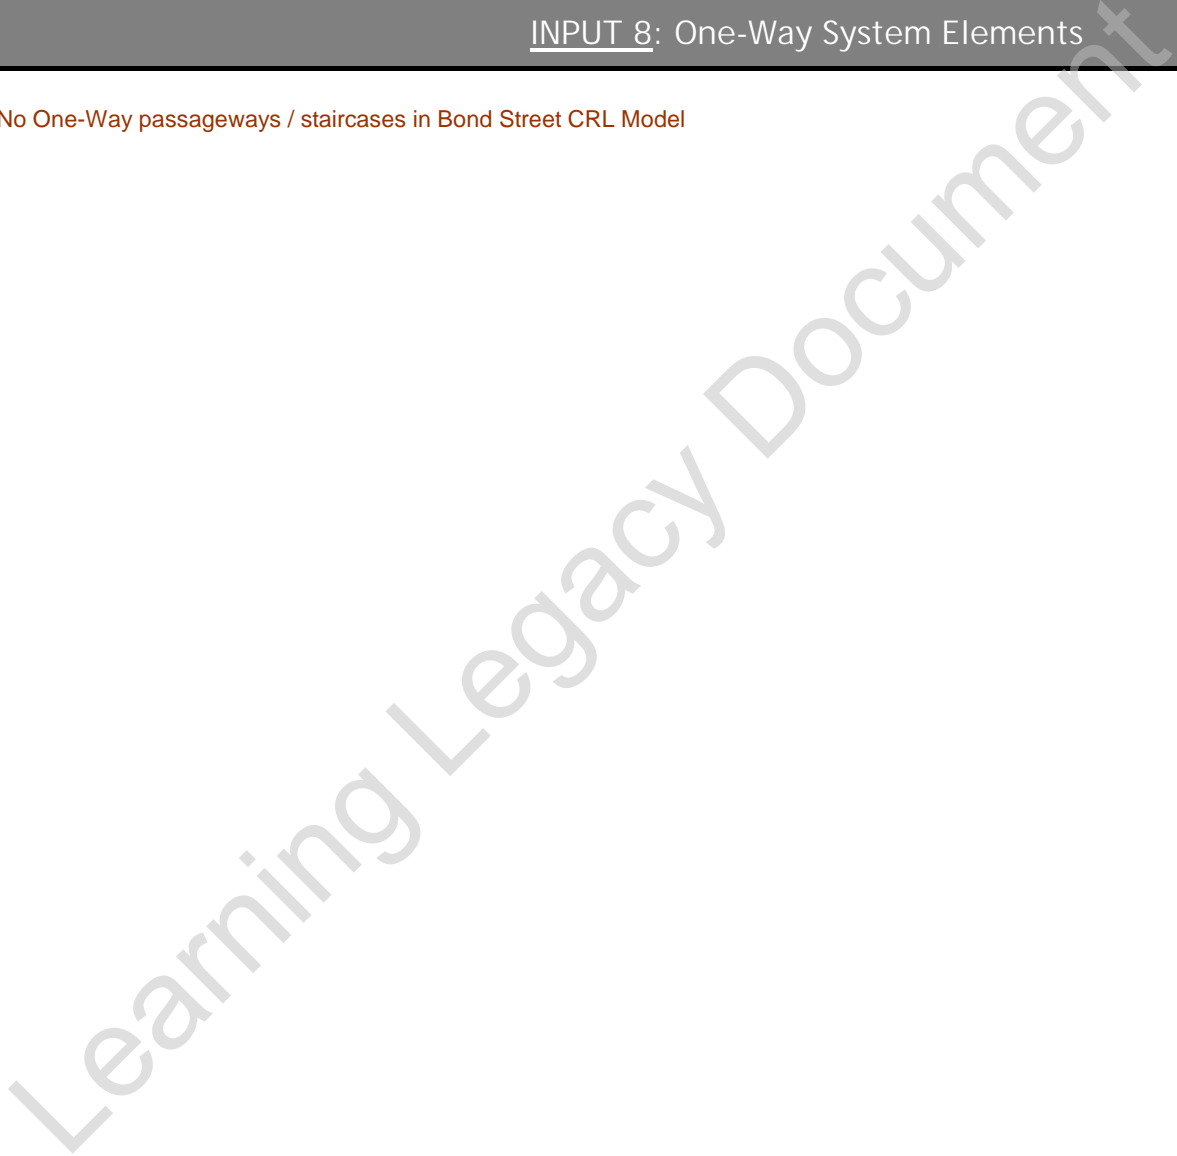 INPUT 8: One-Way System Elements
No One-Way passageways / staircases in Bond Street CRL Model
Learning Legacy Document